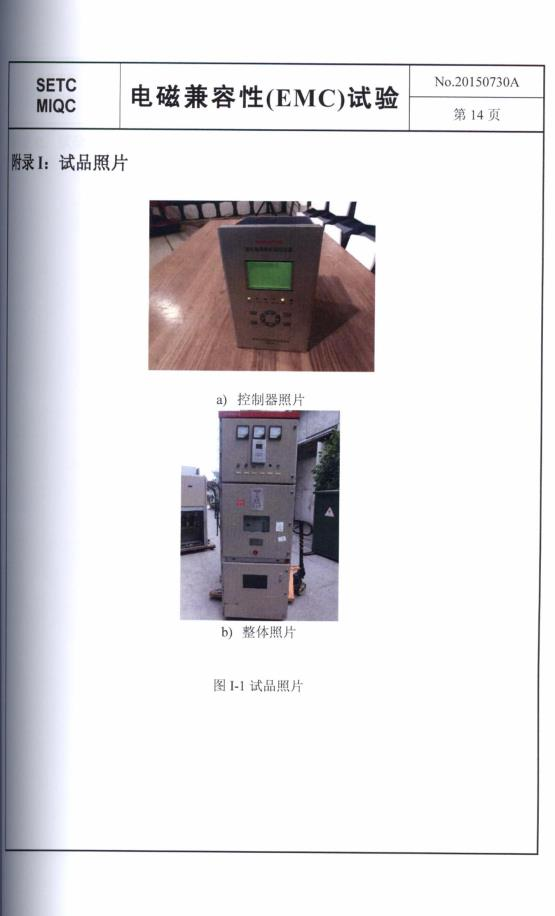 SETC
MIQC
电磁兼容性(EMC)试验
No.20150730A
第 14 页
附录 I：试品照片
a) 控制器照片
b) 整体照片
图 I-1 试品照片